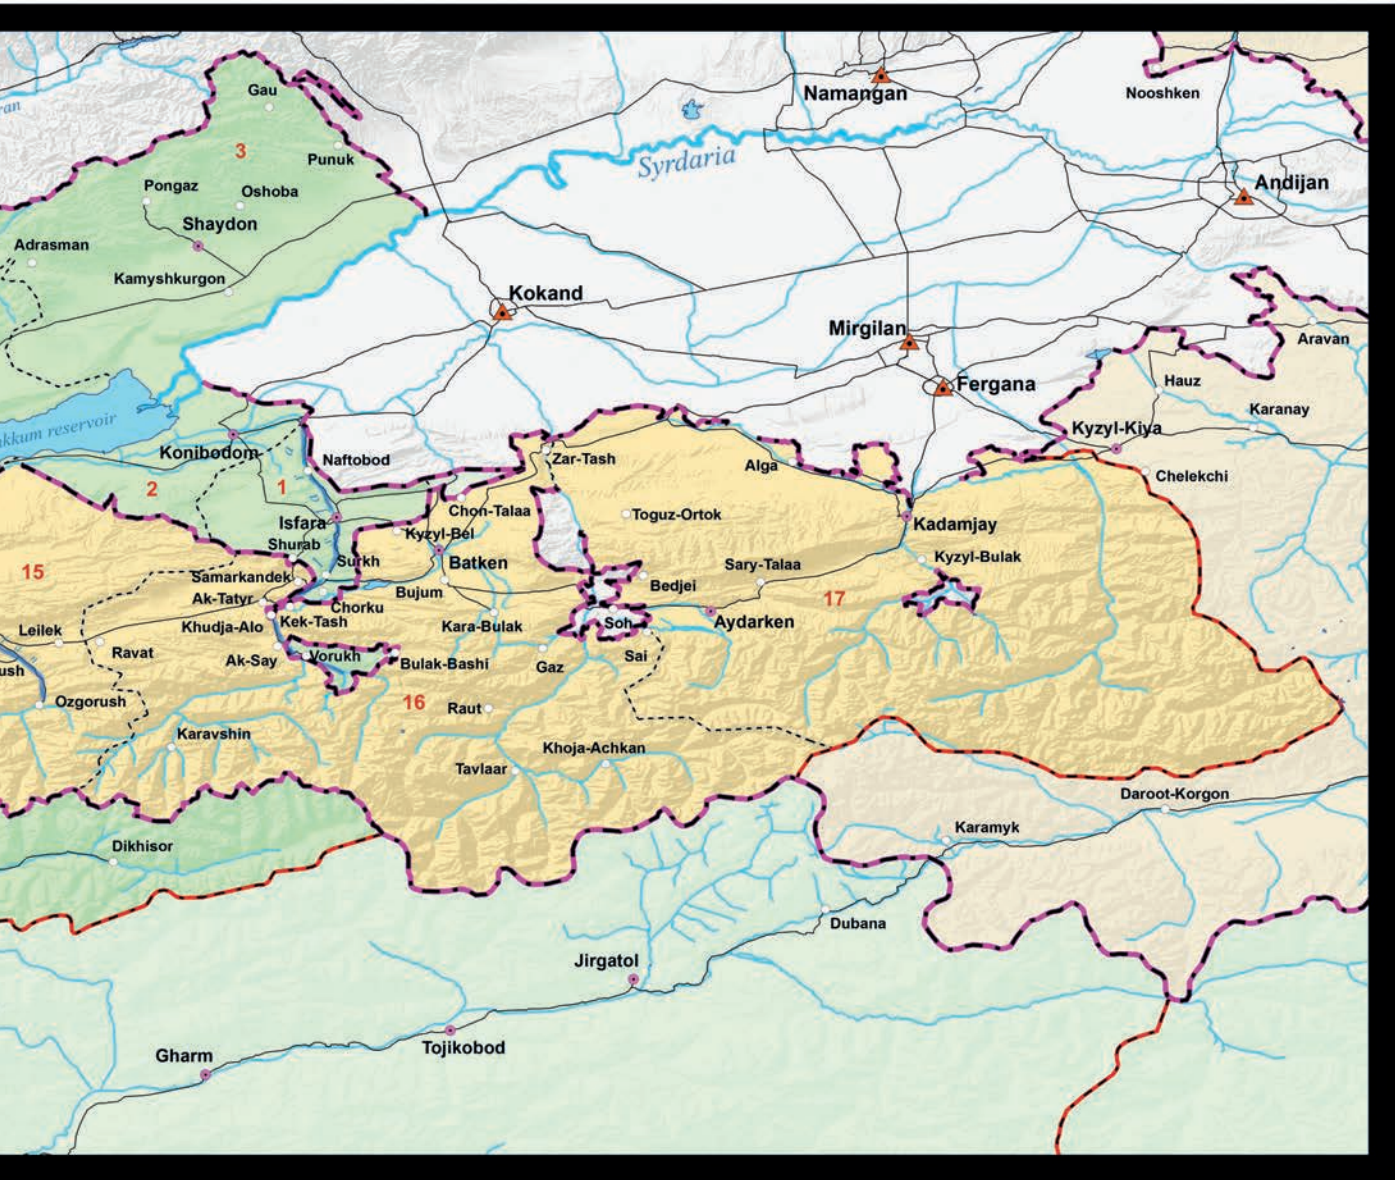 Namangan
Nooshken
Gau
3
Punuk
Syrdaria
Pongaz
Oshoba
Andijan
Shaydon
Adrasman
Kamyshkurgon
Kokand
Mirgilan
Aravan
Fergana
Hauz
Karanay
kkum reservoir
Kyzyl-Kiya
Konibodom
Naftobod
Zar-Tash
Alga
Chelekchi
2
1
Chon-Talaa
Toguz-Ortok
Isfara
Kadamjay
Kyzyl-Bel
Shurab
Surkh
Batken
Kyzyl-Bulak
15
Samarkandek
Sary-Talaa
Bedjei
Bujum
Ak-Tatyr
Chorku
17
Khudja-Alo
Kek-Tash
Kara-Bulak
Soh
Aydarken
Leilek
Ravat
Ak-Say
Vorukh
Bulak-Bashi
Gaz
Sai
ush
Ozgorush
16
Raut
Karavshin
Khoja-Achkan
Tavlaar
Daroot-Korgon
Karamyk
Dikhisor
Dubana
Jirgatol
Tojikobod
Gharm